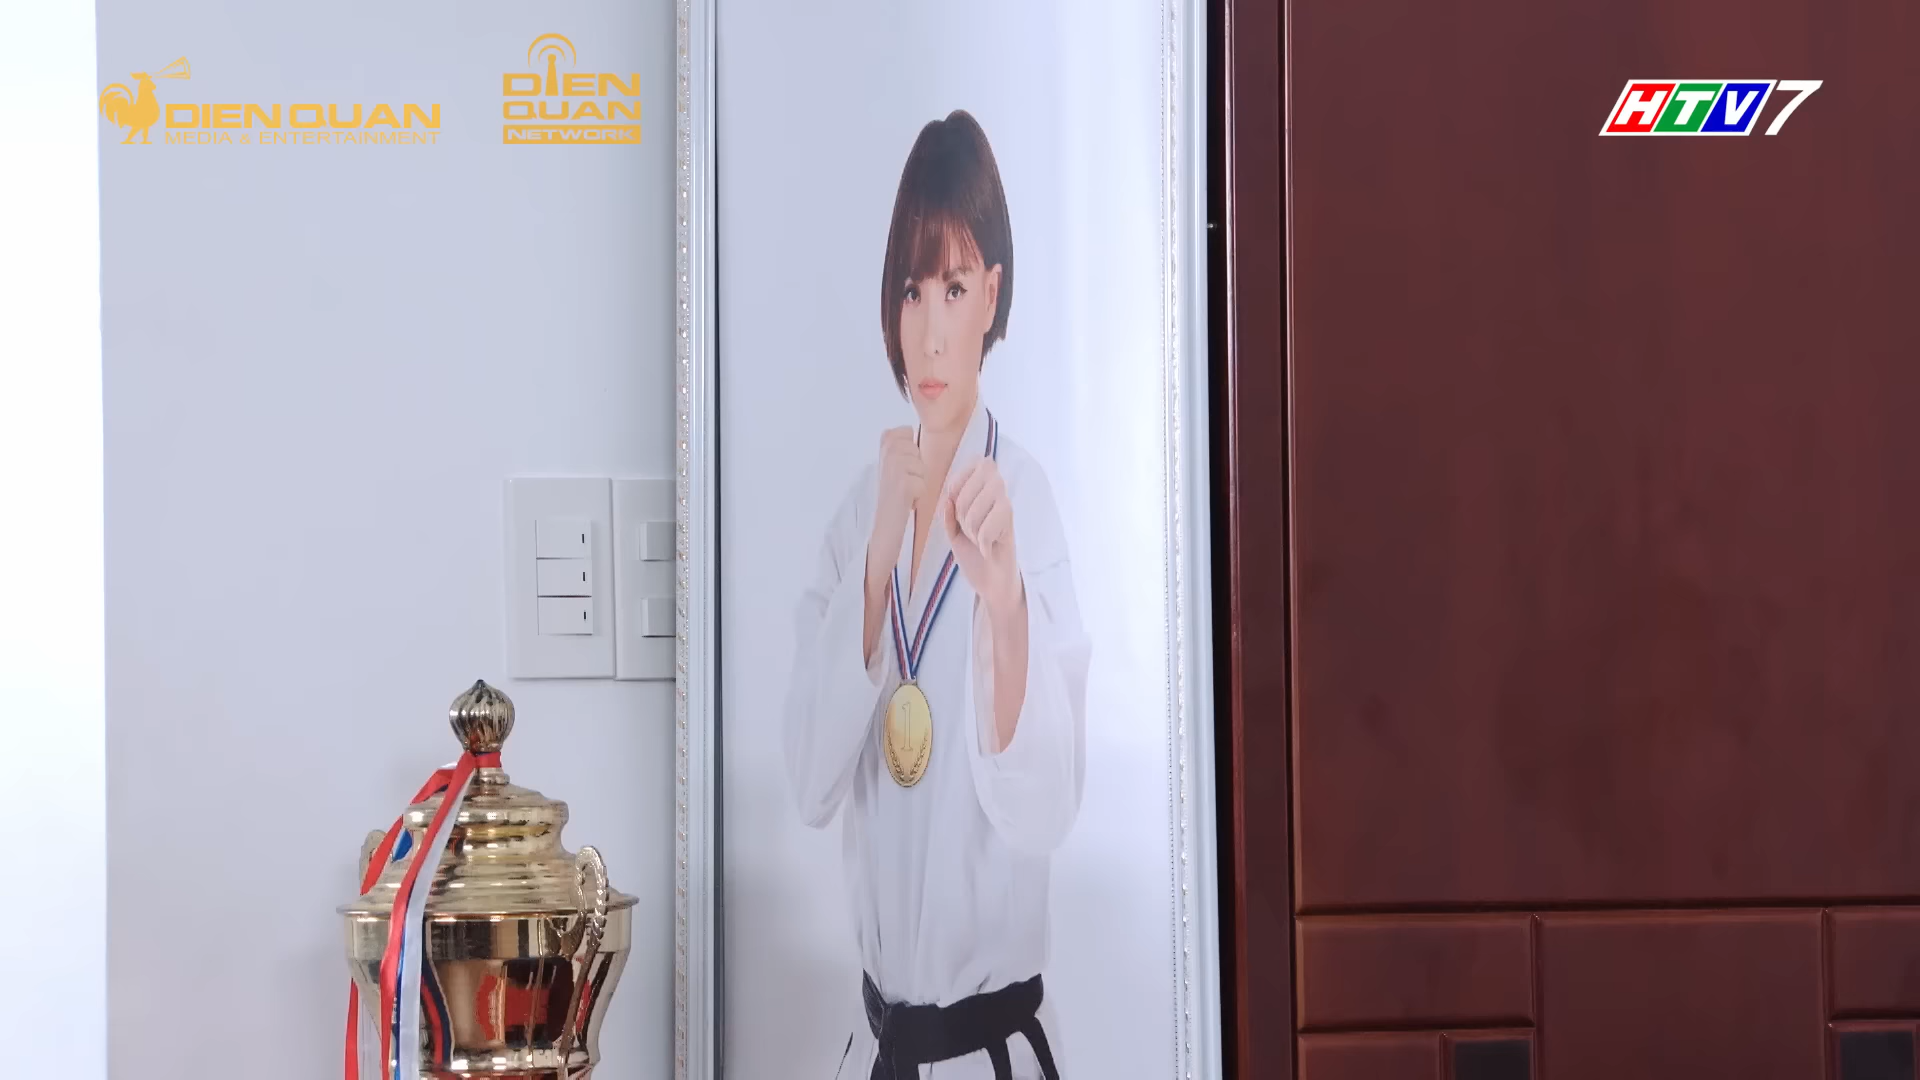 DIEN QUAN
MEDIA & ENTERTAINMENT
DIEN
QUAN
NETWORK
HTV7
1